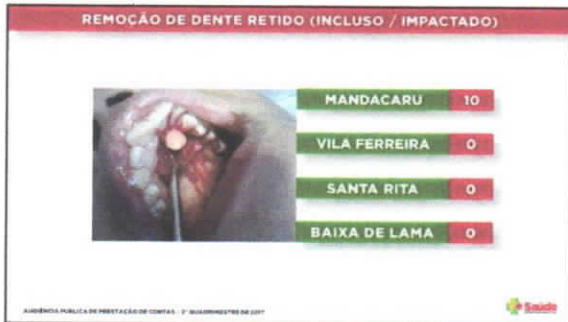 REMOÇÃO DE DENTE RETIDO (INCLUSO / IMPACTADO)
MANDACARU 10
VILA FERREIRA 0
SANTA RITA 0
BAIXA DE LAMA 0
AUDIÊNCIA PÚBLICA DE PRESTAÇÃO DE CONTAS - 2º QUADRIMESTRE DE 2017
Saúde